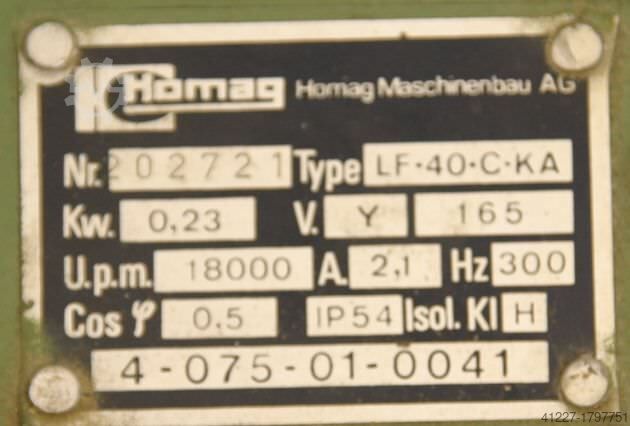 Homag Homag Maschinenbau AG
Nr. 202721 Type LF-40-C-KA
Kw. 0,23 V. Y 165
U.p.m. 18000 A. 2,1 Hz 300
Cos φ 0.5 IP54 Isol. Kl H
4-075-01-0041
41227-1797751